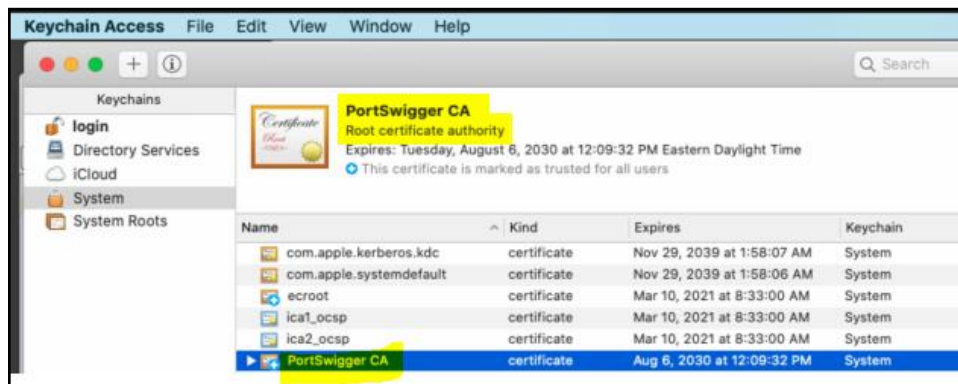 Keychain Access File Edit View Window Help
Search
Keychains
login
Directory Services
iCloud
System
System Roots
Certificate
Root
PortSwigger CA
Root certificate authority
Expires: Tuesday, August 6, 2030 at 12:09:32 PM Eastern Daylight Time
This certificate is marked as trusted for all users
Name Kind Expires Keychain
com.apple.kerberos.kdc certificate Nov 29, 2039 at 1:58:07 AM System
com.apple.systemdefault certificate Nov 29, 2039 at 1:58:06 AM System
ecroot certificate Mar 10, 2021 at 8:33:00 AM System
ica1_ocsp certificate Mar 10, 2021 at 8:33:00 AM System
ica2_ocsp certificate Mar 10, 2021 at 8:33:00 AM System
PortSwigger CA certificate Aug 6, 2030 at 12:09:32 PM System